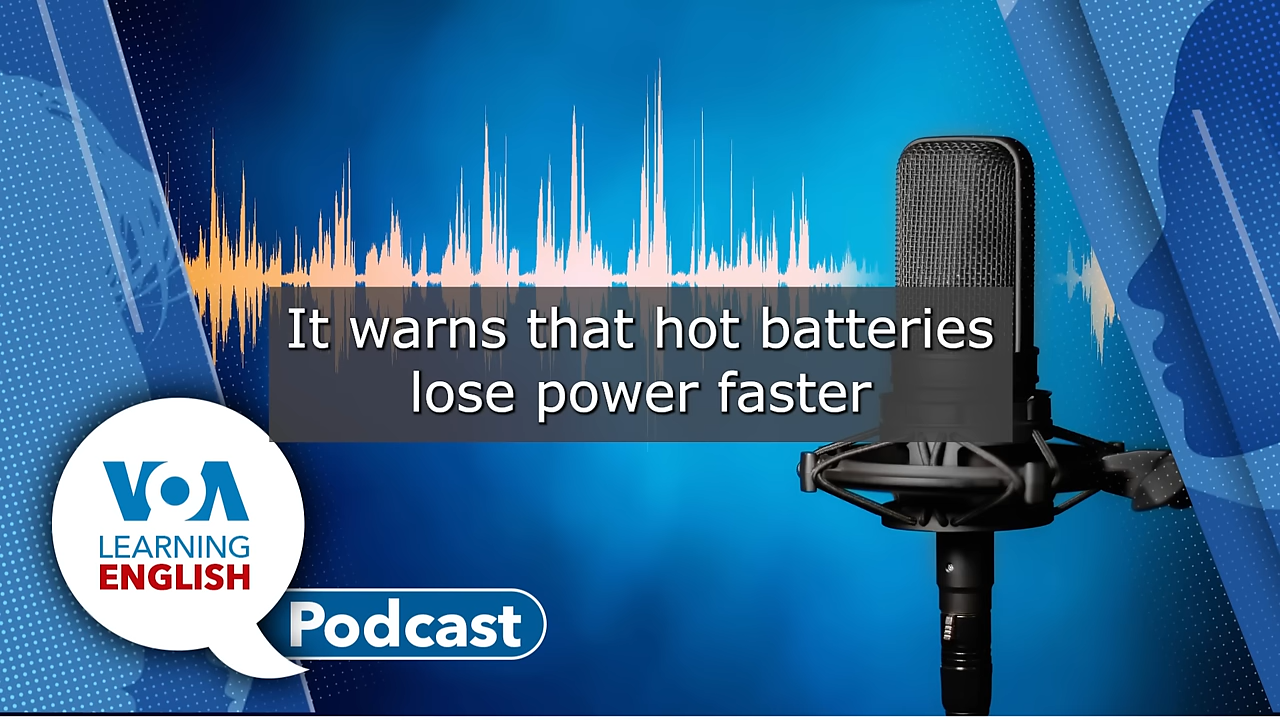 It warns that hot batteries
lose power faster
VOA
LEARNING
ENGLISH
Podcast